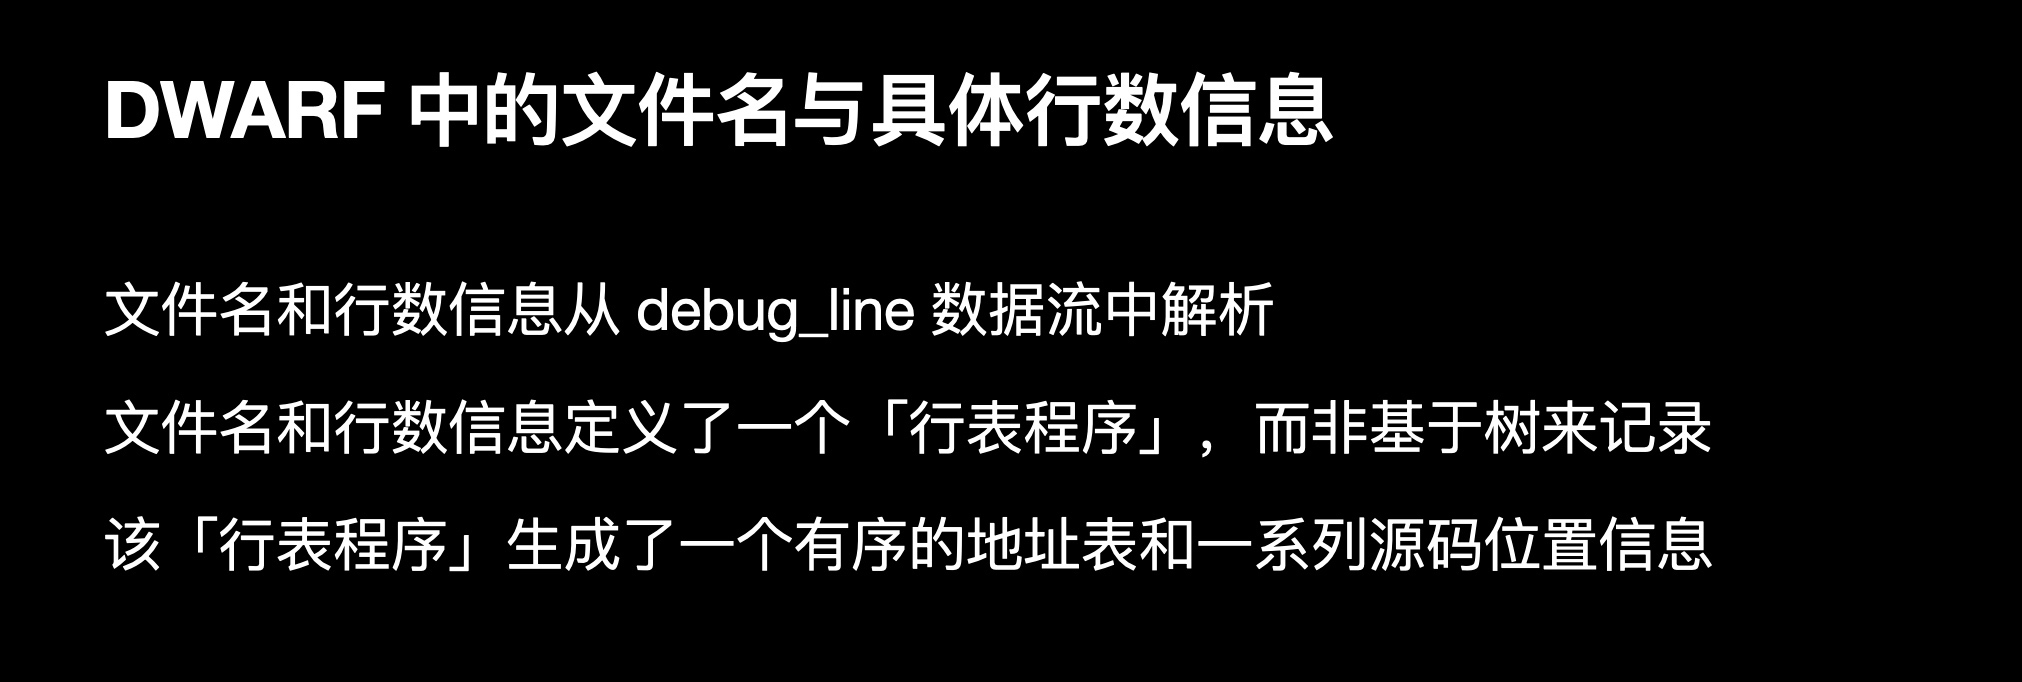 DWARF 中的文件名与具体行数信息
文件名和行数信息从 debug_line 数据流中解析
文件名和行数信息定义了一个「行表程序」，而非基于树来记录
该「行表程序」生成了一个有序的地址表和一系列源码位置信息